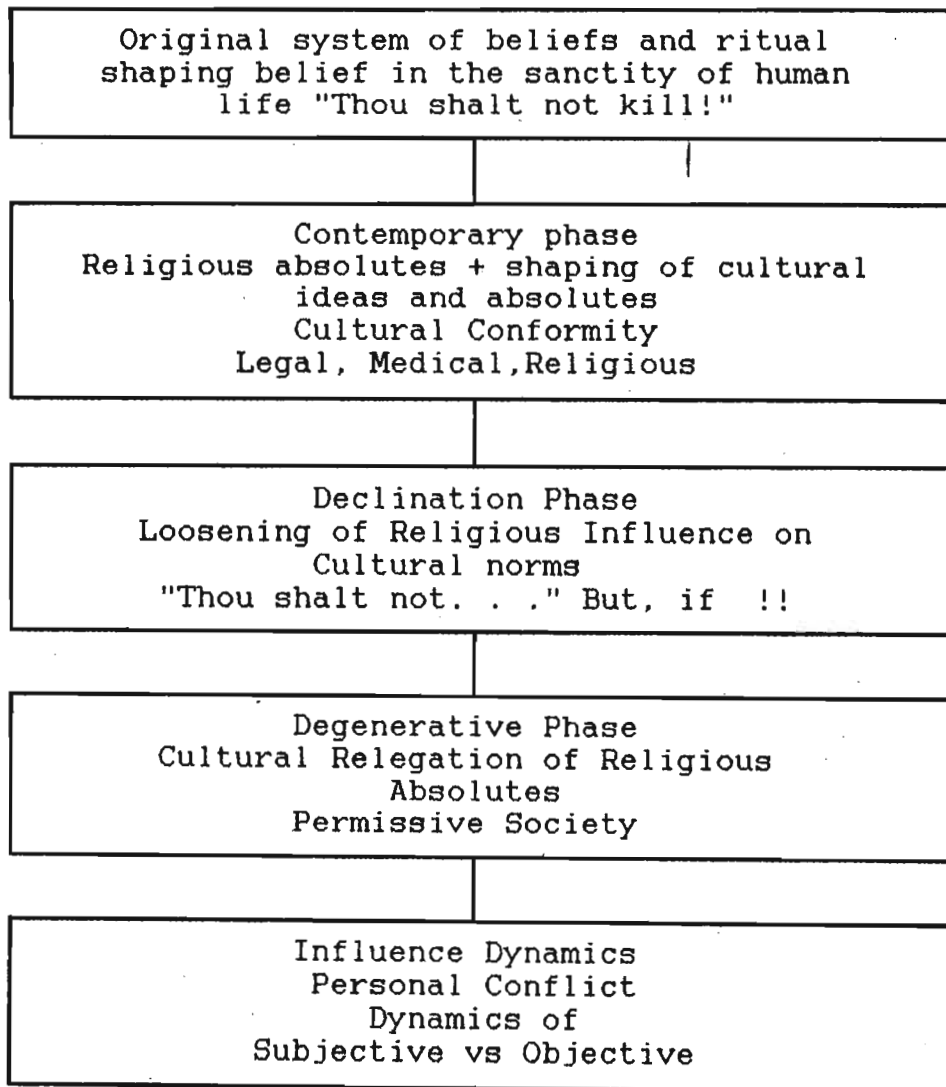 Original system of beliefs and ritual
shaping belief in the sanctity of human
life "Thou shalt not kill!"
Contemporary phase
Religious absolutes + shaping of cultural
ideas and absolutes
Cultural Conformity
Legal, Medical,Religious
Declination Phase
Loosening of Religious Influence on
Cultural norms
"Thou shalt not. . ." But, if !!
Degenerative Phase
Cultural Relegation of Religious
Absolutes
Permissive Society
Influence Dynamics
Personal Conflict
Dynamics of
Subjective vs Objective